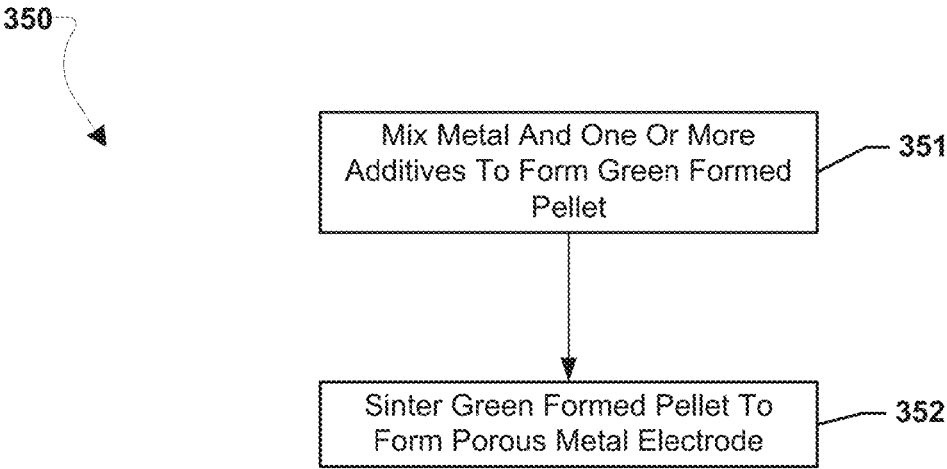 350
Mix Metal And One Or More
Additives To Form Green Formed
Pellet
351
Sinter Green Formed Pellet To
Form Porous Metal Electrode
352